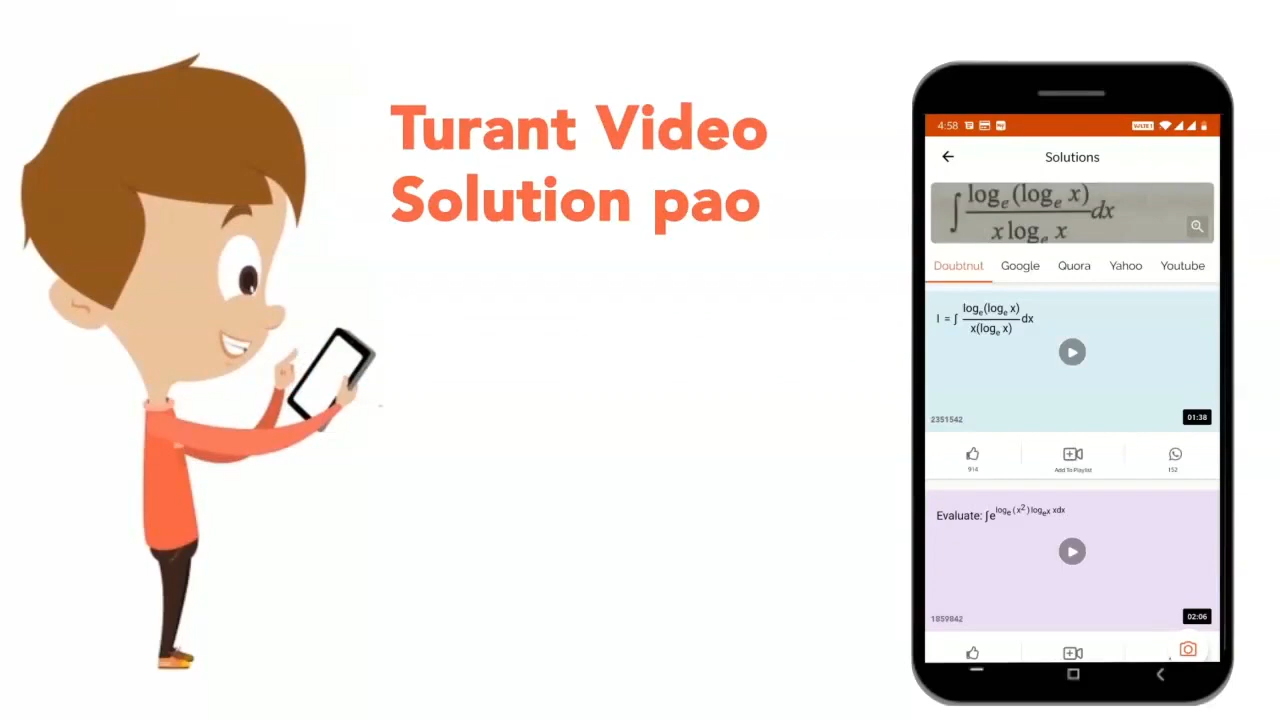 Turant Video
Solution pao
4:58
Solutions
∫ logₑ(logₑ x) / x logₑ x dx
Doubtnut Google Quora Yahoo Youtube
I = ∫ logₑ(logₑ x) / x(logₑ x) dx
2351542 01:38
914 Add To Playlist 152
Evaluate: ∫e^logₑ(x²)logₑx xdx
1859842 02:06